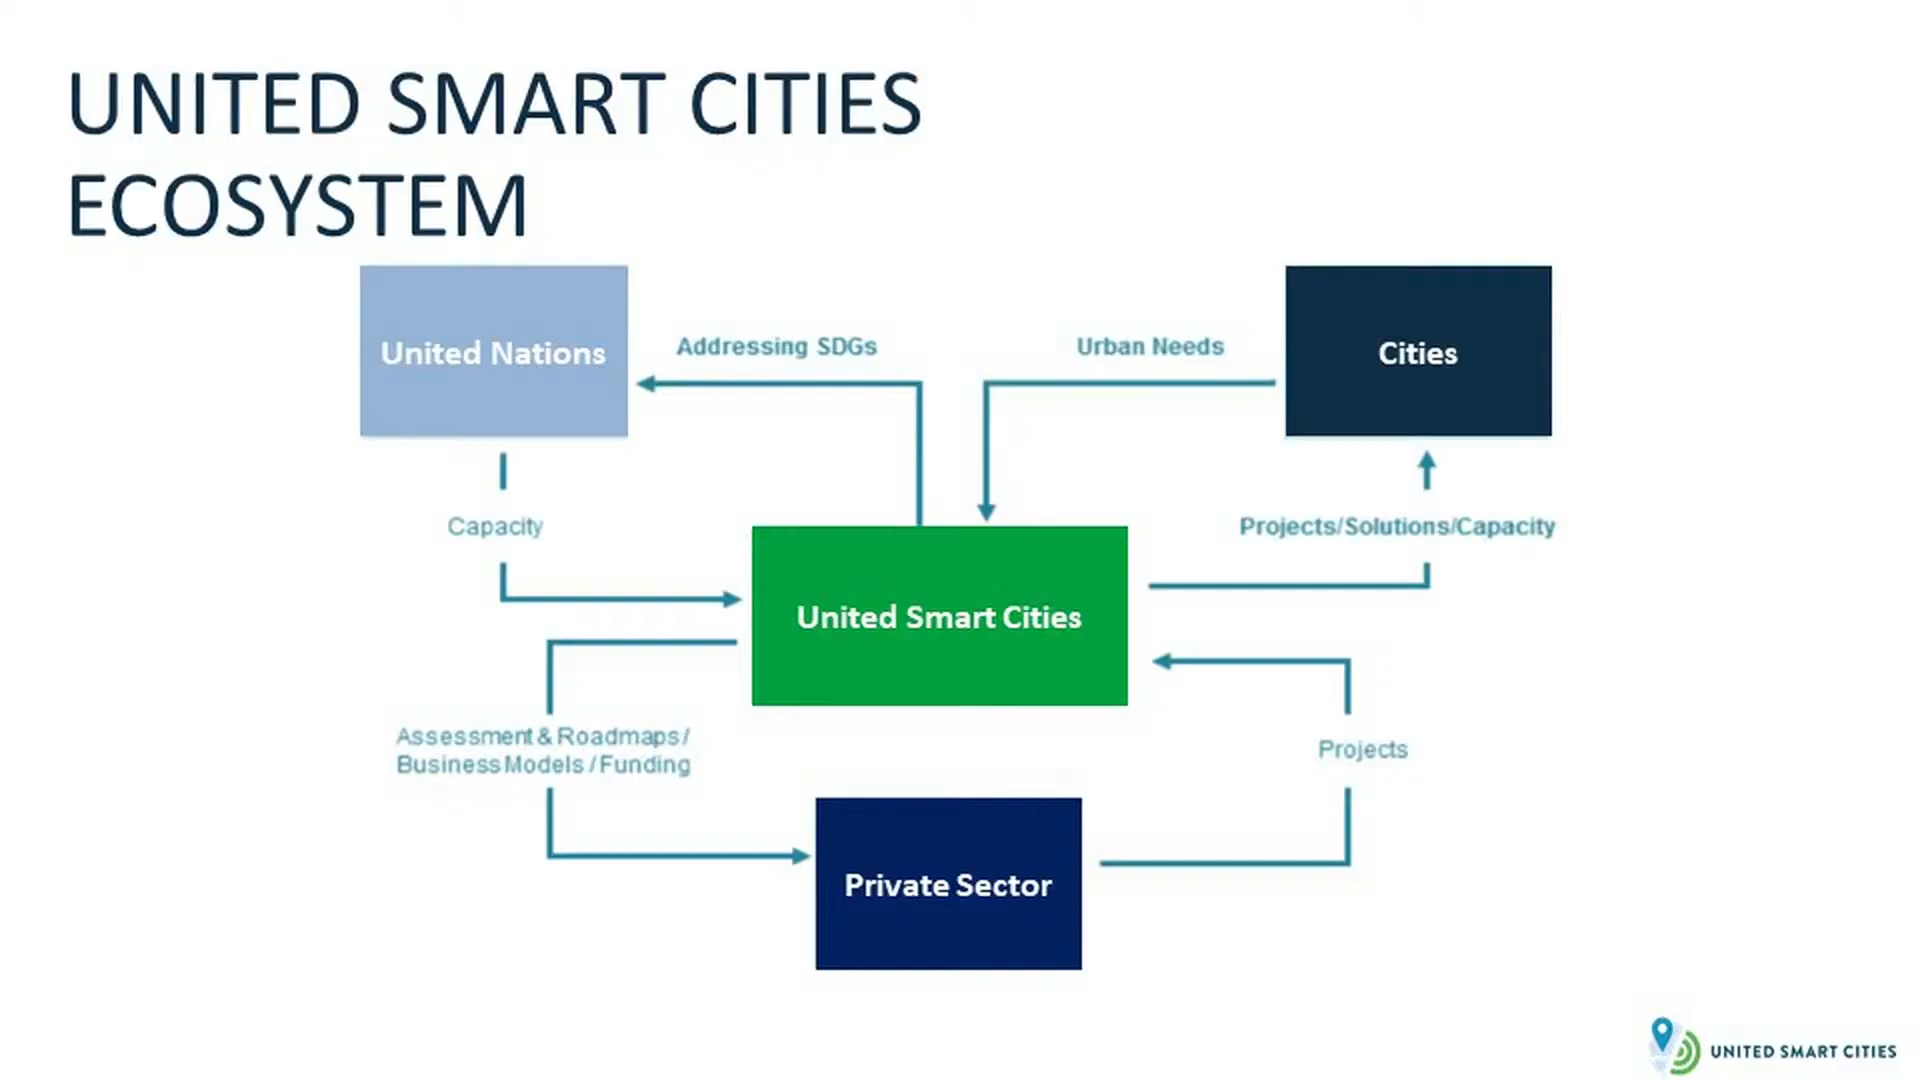 UNITED SMART CITIES
ECOSYSTEM
United Nations
Addressing SDGs
Urban Needs
Cities
Capacity
Projects/Solutions/Capacity
United Smart Cities
Assessment & Roadmaps /
Business Models / Funding
Projects
Private Sector
UNITED SMART CITIES